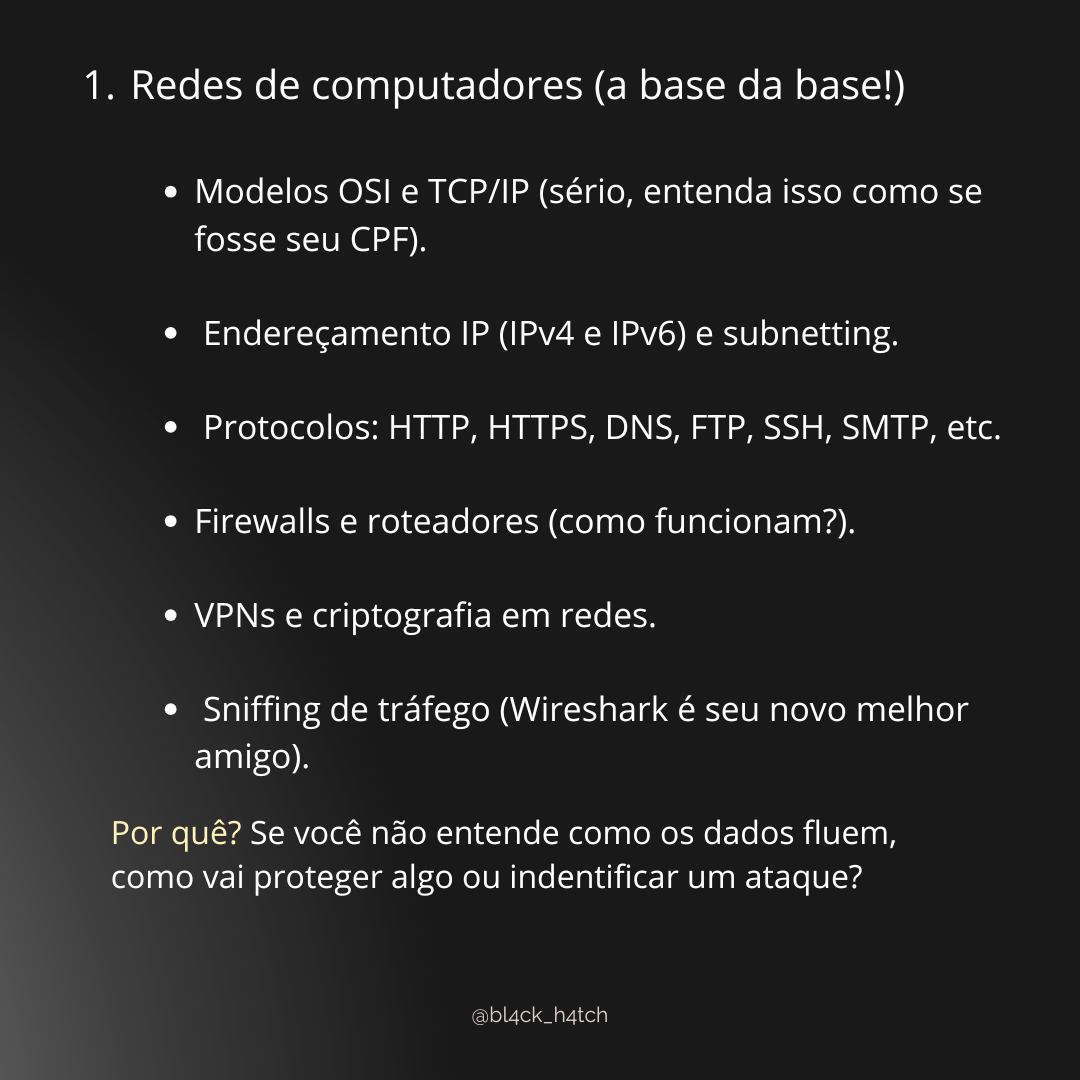 1. Redes de computadores (a base da base!)
• Modelos OSI e TCP/IP (sério, entenda isso como se
fosse seu CPF).
• Endereçamento IP (IPv4 e IPv6) e subnetting.
• Protocolos: HTTP, HTTPS, DNS, FTP, SSH, SMTP, etc.
• Firewalls e roteadores (como funcionam?).
• VPNs e criptografia em redes.
• Sniffing de tráfego (Wireshark é seu novo melhor
amigo).
Por quê? Se você não entende como os dados fluem,
como vai proteger algo ou indentificar um ataque?
@bl4ck_h4tch